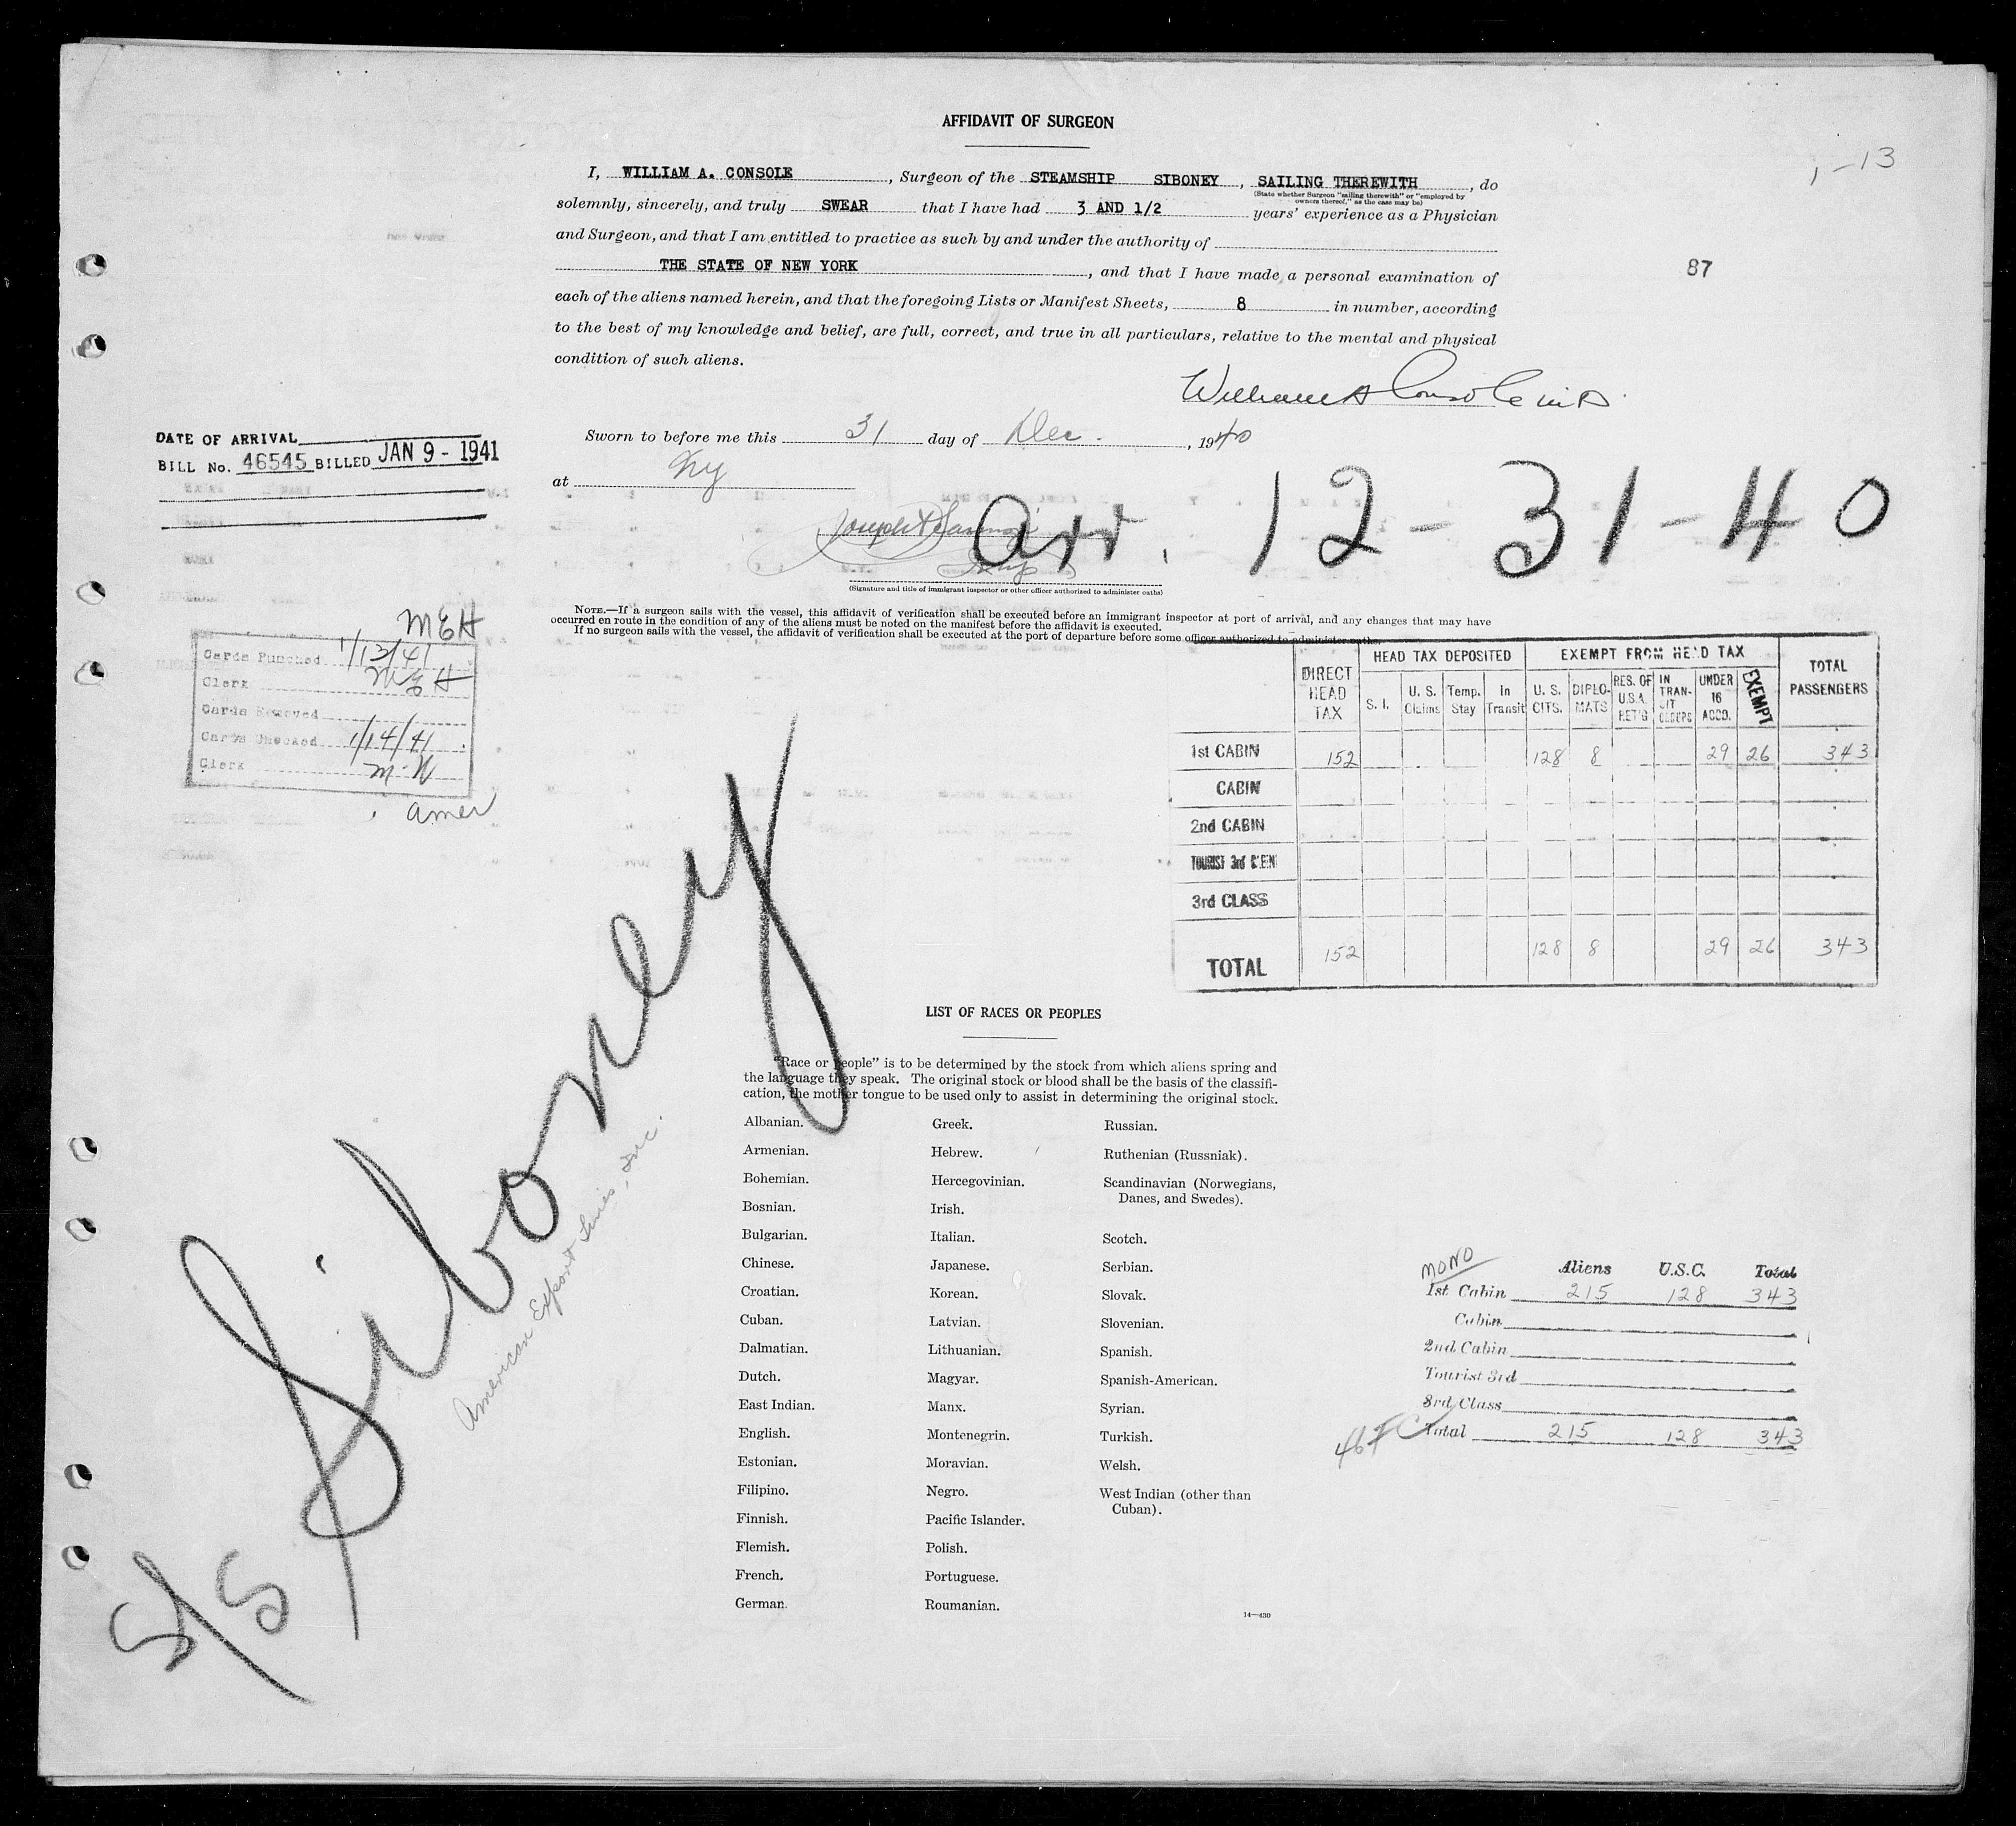 AFFIDAVIT OF SURGEON
1-13
I, WILLIAM A. CONSOLE, Surgeon of the STEAMSHIP SIBONEY, SAILING THEREWITH, do
(State whether Surgeon "sailing therewith" or "employed by owners thereof," as the case may be)
solemnly, sincerely, and truly SWEAR that I have had 3 AND 1/2 years' experience as a Physician
and Surgeon, and that I am entitled to practice as such by and under the authority of
THE STATE OF NEW YORK, and that I have made a personal examination of
87
each of the aliens named herein, and that the foregoing Lists or Manifest Sheets, 8 in number, according
to the best of my knowledge and belief, are full, correct, and true in all particulars, relative to the mental and physical
condition of such aliens.
William A Console M.D.
Sworn to before me this 31 day of Dec., 1940
at NY
DATE OF ARRIVAL
BILL No. 46545 BILLED JAN 9 - 1941
arr. 12-31-40
(Signature and title of immigrant inspector or other officer authorized to administer oaths)
NOTE.—If a surgeon sails with the vessel, this affidavit of verification shall be executed before an immigrant inspector at port of arrival, and any changes that may have
occurred en route in the condition of any of the aliens must be noted on the manifest before the affidavit is executed.
If no surgeon sails with the vessel, the affidavit of verification shall be executed at the port of departure before some officer authorized to administer oaths.
MEH
Cards Punched 1/13/41
Clerk MEH
Cards Removed
Cards Checked 1/14/41
Clerk M-W
amer
DIRECT HEAD TAX
HEAD TAX DEPOSITED
EXEMPT FROM HEAD TAX
TOTAL PASSENGERS
S. I. U. S. Claims Temp. Stay In Transit U. S. CITS. DIPLO-MATS RES. OF U.S.A. RET'G IN TRAN-SIT UNDER 16 ACCD. EXEMPT
1st CABIN 152 128 8 29 26 343
CABIN
2nd CABIN
TOURIST 3rd CABIN
3rd CLASS
TOTAL 152 128 8 29 26 343
S/S Siboney
American Export Lines, Inc.
LIST OF RACES OR PEOPLES
"Race or people" is to be determined by the stock from which aliens spring and
the language they speak. The original stock or blood shall be the basis of the classifi-
cation, the mother tongue to be used only to assist in determining the original stock.
Albanian.
Armenian.
Bohemian.
Bosnian.
Bulgarian.
Chinese.
Croatian.
Cuban.
Dalmatian.
Dutch.
East Indian.
English.
Estonian.
Filipino.
Finnish.
Flemish.
French.
German.
Greek.
Hebrew.
Hercegovinian.
Irish.
Italian.
Japanese.
Korean.
Latvian.
Lithuanian.
Magyar.
Manx.
Montenegrin.
Moravian.
Negro.
Pacific Islander.
Polish.
Portuguese.
Roumanian.
Russian.
Ruthenian (Russniak).
Scandinavian (Norwegians,
Danes, and Swedes).
Scotch.
Serbian.
Slovak.
Slovenian.
Spanish.
Spanish-American.
Syrian.
Turkish.
Welsh.
West Indian (other than
Cuban).
14—430
MONO
Aliens U.S.C. Total
1st Cabin 215 128 343
Cabin
2nd Cabin
Tourist 3rd
3rd Class
Total 215 128 343